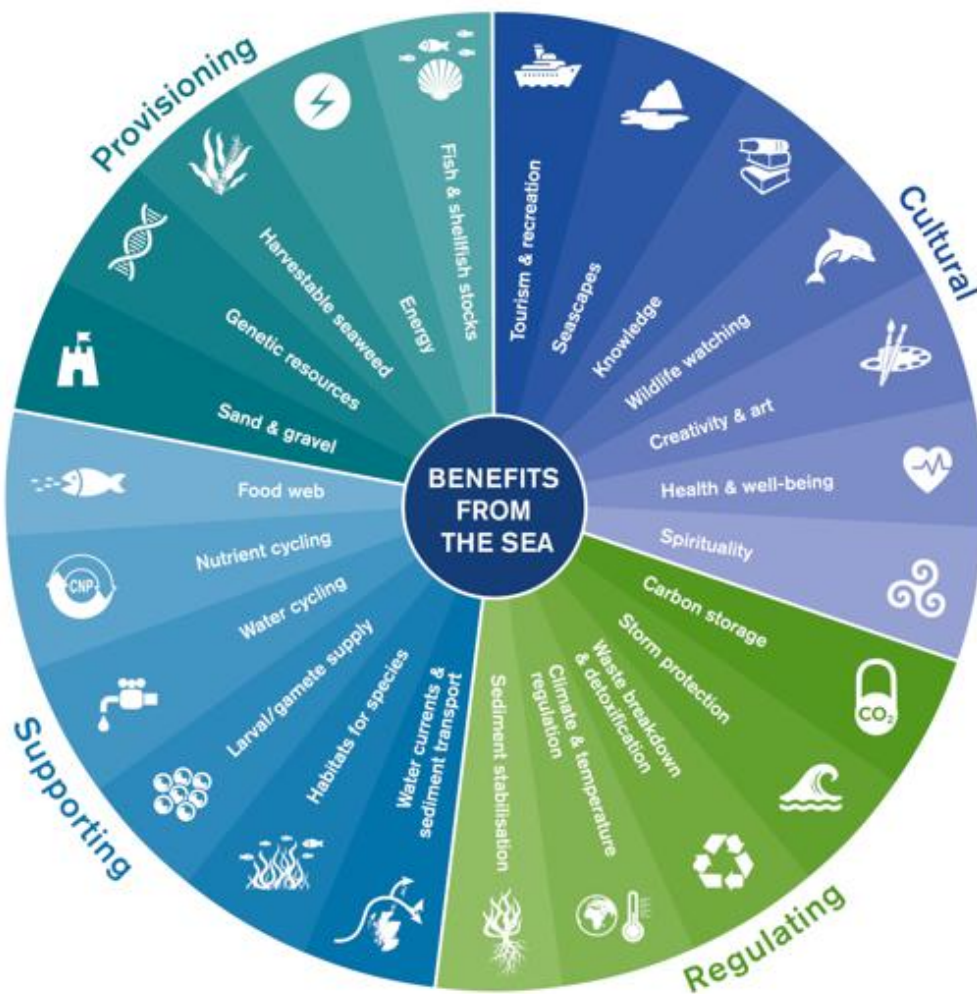 BENEFITS
FROM
THE SEA
Provisioning
Sand & gravel
Genetic resources
Harvestable seaweed
Energy
Fish & shellfish stocks
Cultural
Tourism & recreation
Seascapes
Knowledge
Wildlife watching
Creativity & art
Health & well-being
Spirituality
Regulating
Carbon storage
CO₂
Storm protection
Waste breakdown
& detoxification
Climate & temperature
regulation
Sediment stabilisation
Supporting
Water currents &
sediment transport
Habitats for species
Larval/gamete supply
Water cycling
Nutrient cycling
CNP
Food web